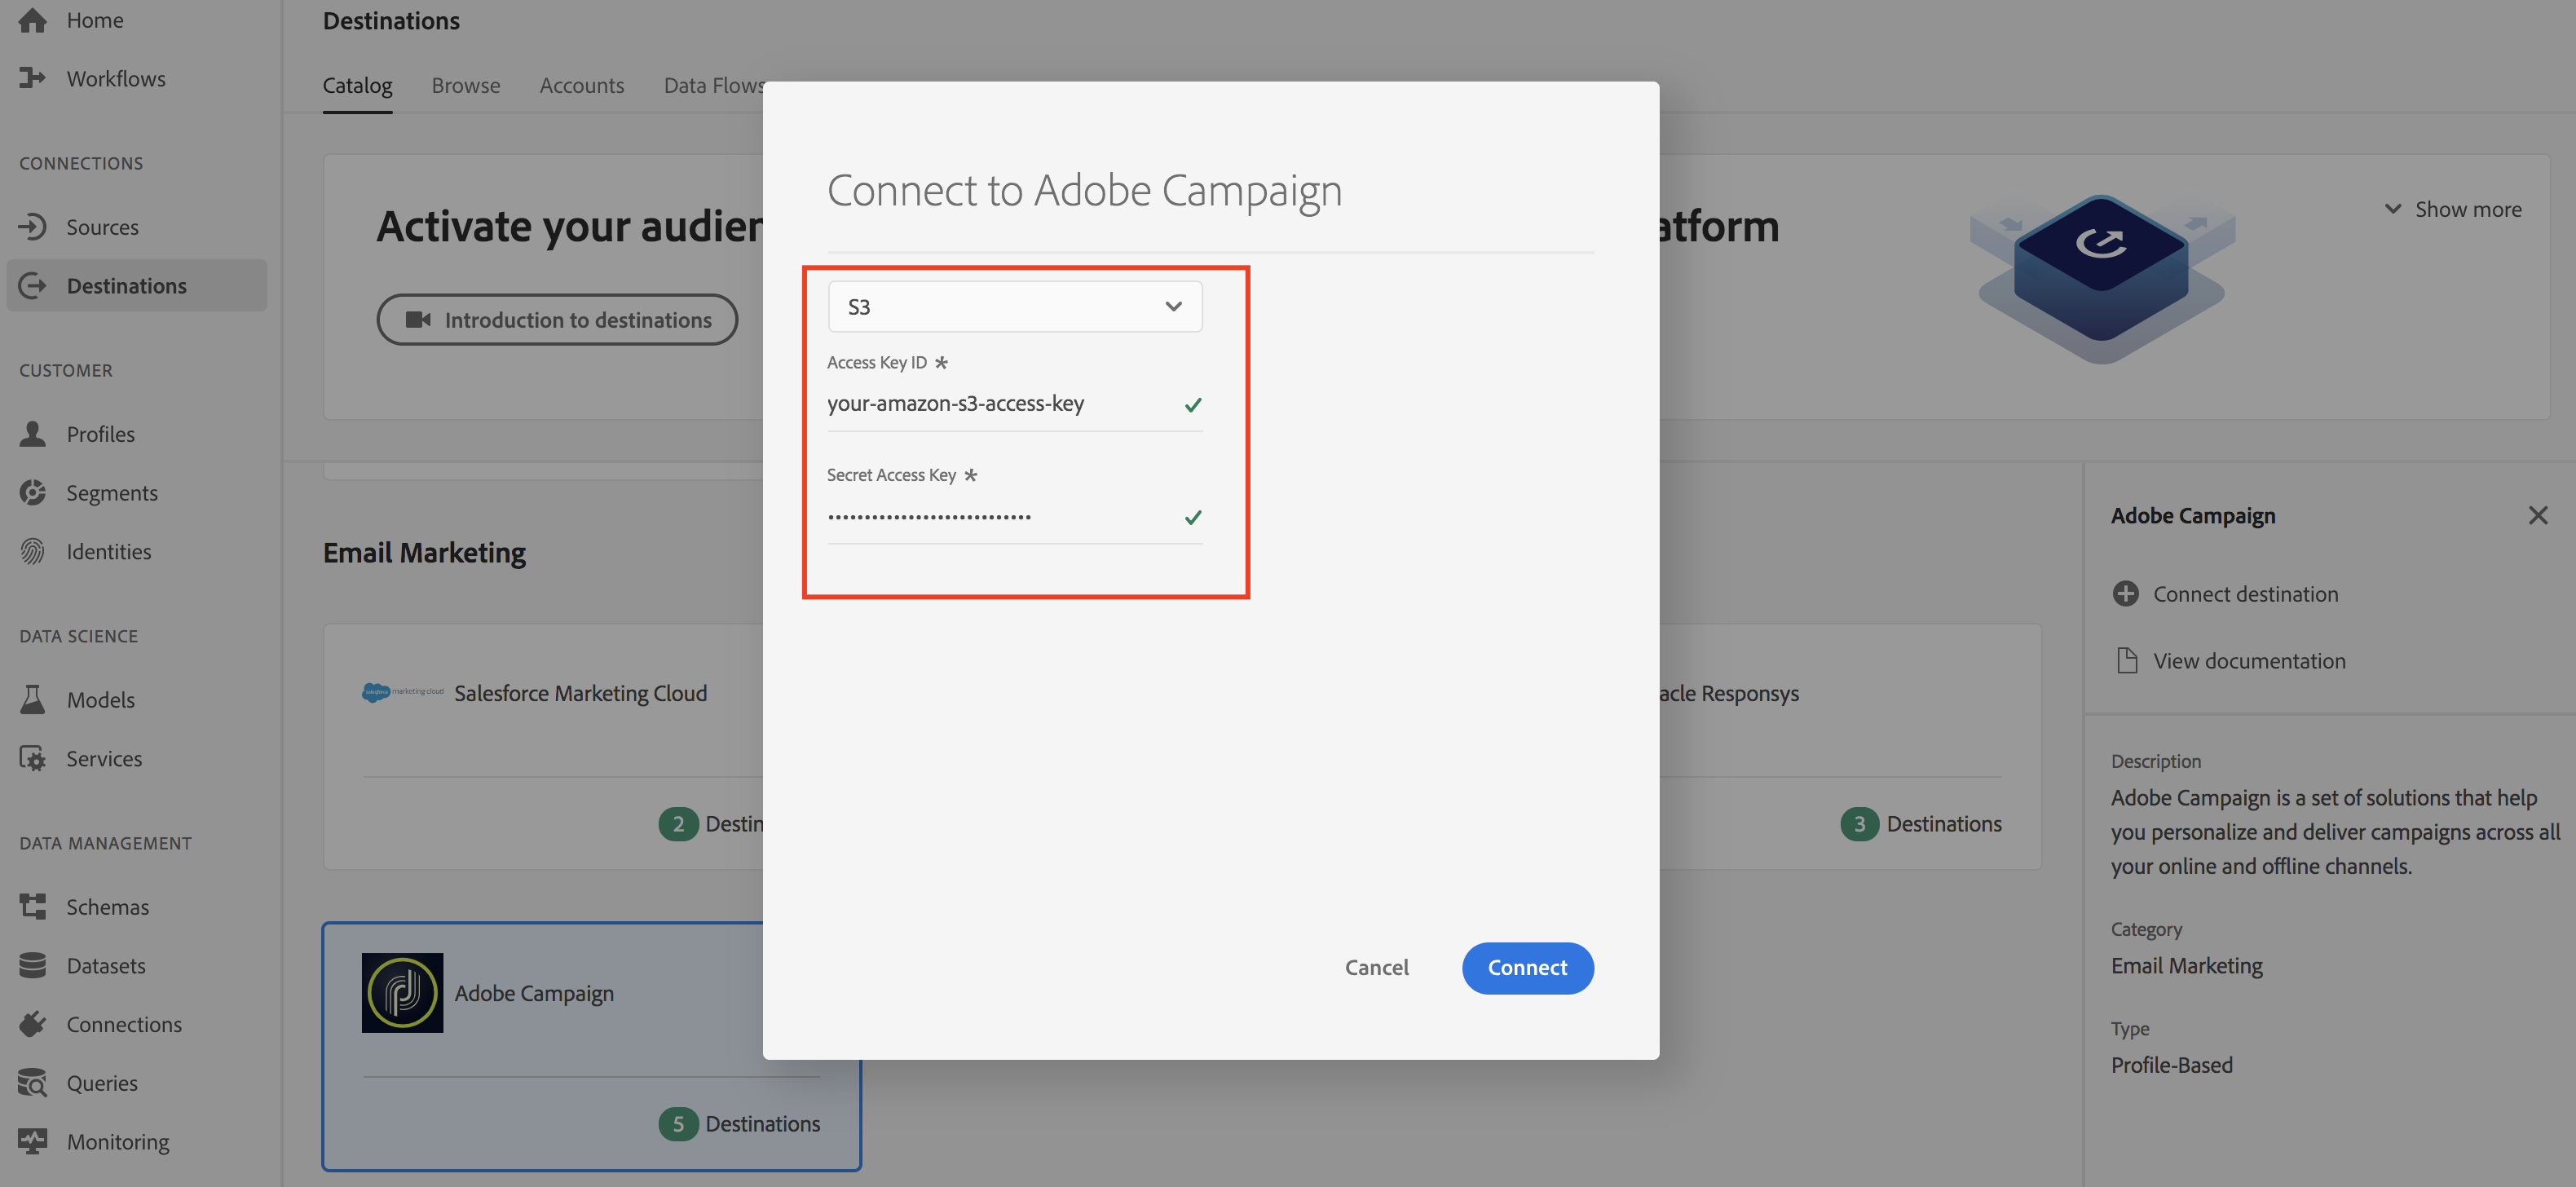 Home
Workflows
CONNECTIONS
Sources
Destinations
CUSTOMER
Profiles
Segments
Identities
DATA SCIENCE
Models
Services
DATA MANAGEMENT
Schemas
Datasets
Connections
Queries
Monitoring
Destinations
Catalog Browse Accounts Data Flows
Activate your audien
atform
Show more
Introduction to destinations
Email Marketing
salesforce marketing cloud Salesforce Marketing Cloud
2 Destin
acle Responsys
3 Destinations
Adobe Campaign
5 Destinations
Connect to Adobe Campaign
S3
Access Key ID *
your-amazon-s3-access-key
Secret Access Key *
••••••••••••••••••••••••••••
Cancel Connect
Adobe Campaign
Connect destination
View documentation
Description
Adobe Campaign is a set of solutions that help
you personalize and deliver campaigns across all
your online and offline channels.
Category
Email Marketing
Type
Profile-Based